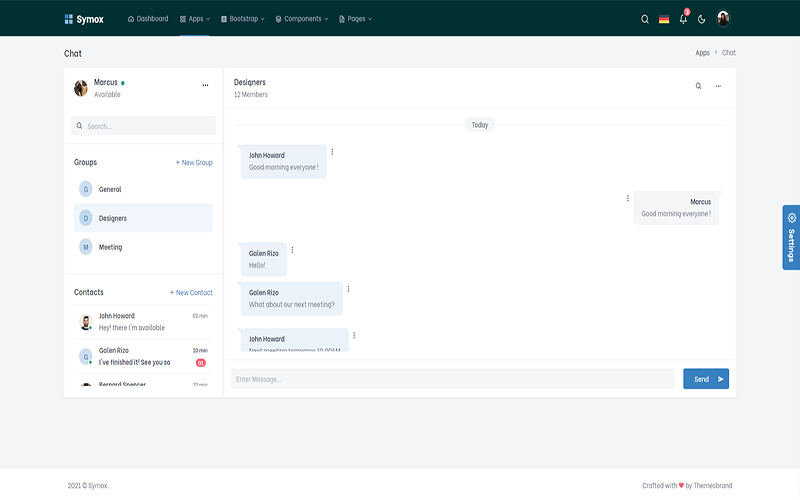 Symox
Dashboard Apps Bootstrap Components Pages
3
Chat
Apps > Chat
Marcus
Available
Search...
Groups
+ New Group
G General
D Designers
M Meeting
Contacts
+ New Contact
John Howard 02 min
Hey! there I'm available
G Galen Rizo 10 min
I've finished it! See you so 01
Bernard Spencer 22 min
Designers
12 Members
Today
John Howard
Good morning everyone !
Marcus
Good morning everyone !
Galen Rizo
Hello!
Galen Rizo
What about our next meeting?
John Howard
Next meeting tomorrow 10.00AM
Enter Message...
Send
Settings
2021 © Symox.
Crafted with ♥ by Themesbrand